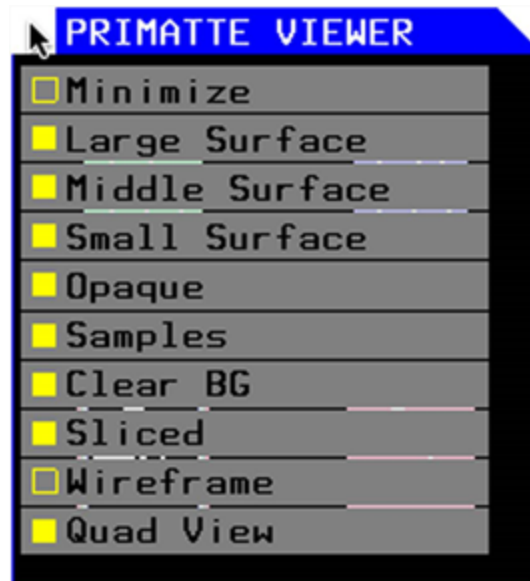 PRIMATTE VIEWER
Minimize
Large Surface
Middle Surface
Small Surface
Opaque
Samples
Clear BG
Sliced
Wireframe
Quad View